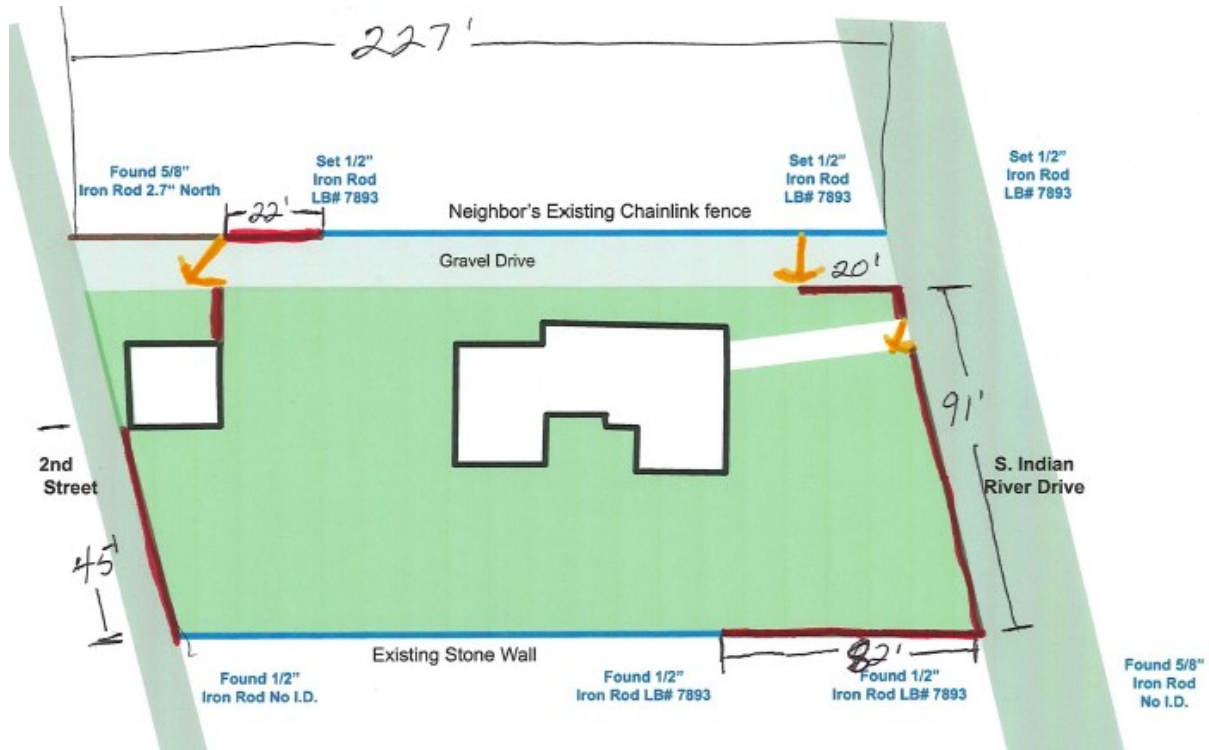 227'
Found 5/8"
Iron Rod 2.7" North
Set 1/2"
Iron Rod
LB# 7893
Set 1/2"
Iron Rod
LB# 7893
Set 1/2"
Iron Rod
LB# 7893
22'
Neighbor's Existing Chainlink fence
Gravel Drive
20'
91'
2nd
Street
S. Indian
River Drive
45'
82'
Existing Stone Wall
Found 1/2"
Iron Rod No I.D.
Found 1/2"
Iron Rod LB# 7893
Found 1/2"
Iron Rod LB# 7893
Found 5/8"
Iron Rod
No I.D.